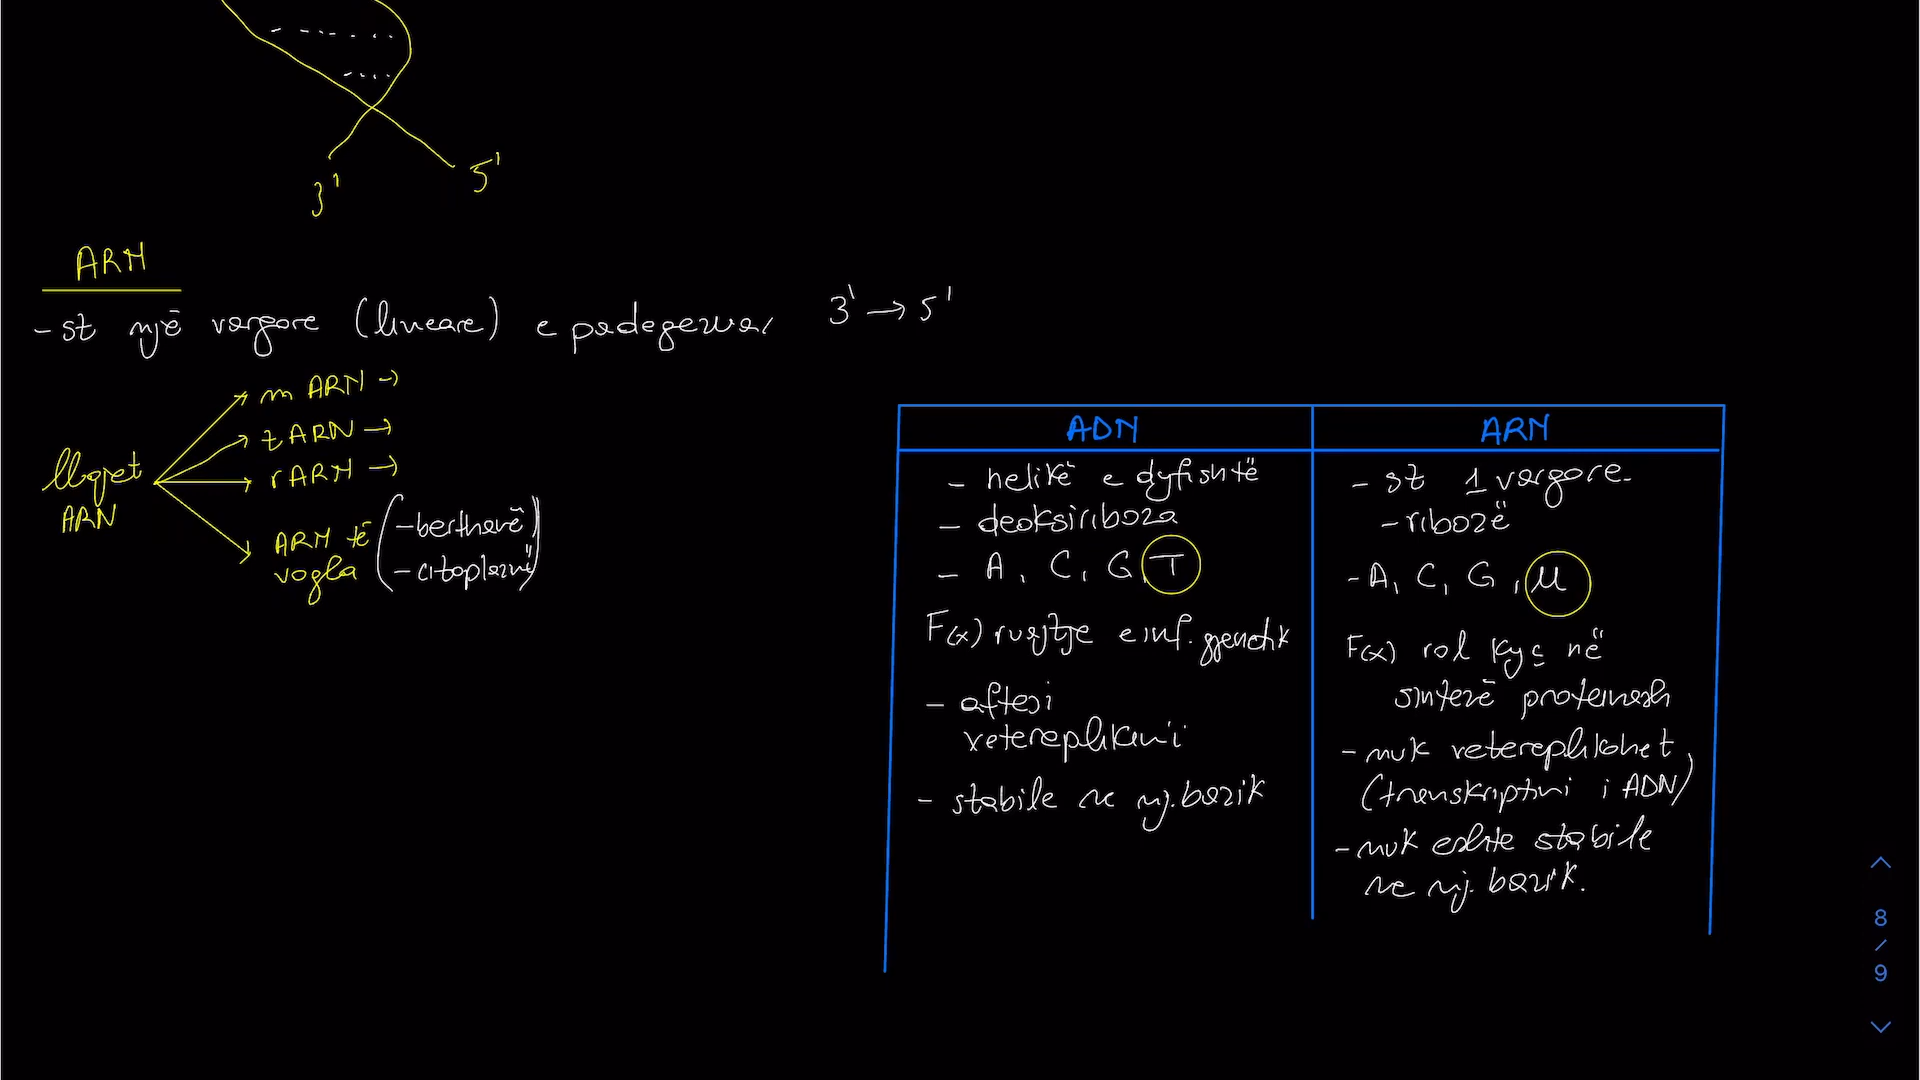 3' 5'
ARN
- st një vargore (lineare) e padegezuar 3' → 5'
llojet ARN
m ARN →
t ARN →
r ARN →
ARN të vogla (- berthamë
- citoplazmë)
ADN
- helikë e dyfishtë
- deoksiriboza
- A, C, G, T
F(x) ruajtje e inf. gjenetik
- aftesi
vetereplikimi
- stabile ne mj. bazik
ARN
- st 1 vargore.
- ribozë
- A, C, G, U
F(x) rol kyç në
sintezë proteinash
- nuk vetereplikohet
(transkriptimi i ADN)
- nuk eshte stabile
ne mj. bazik.
8
/
9